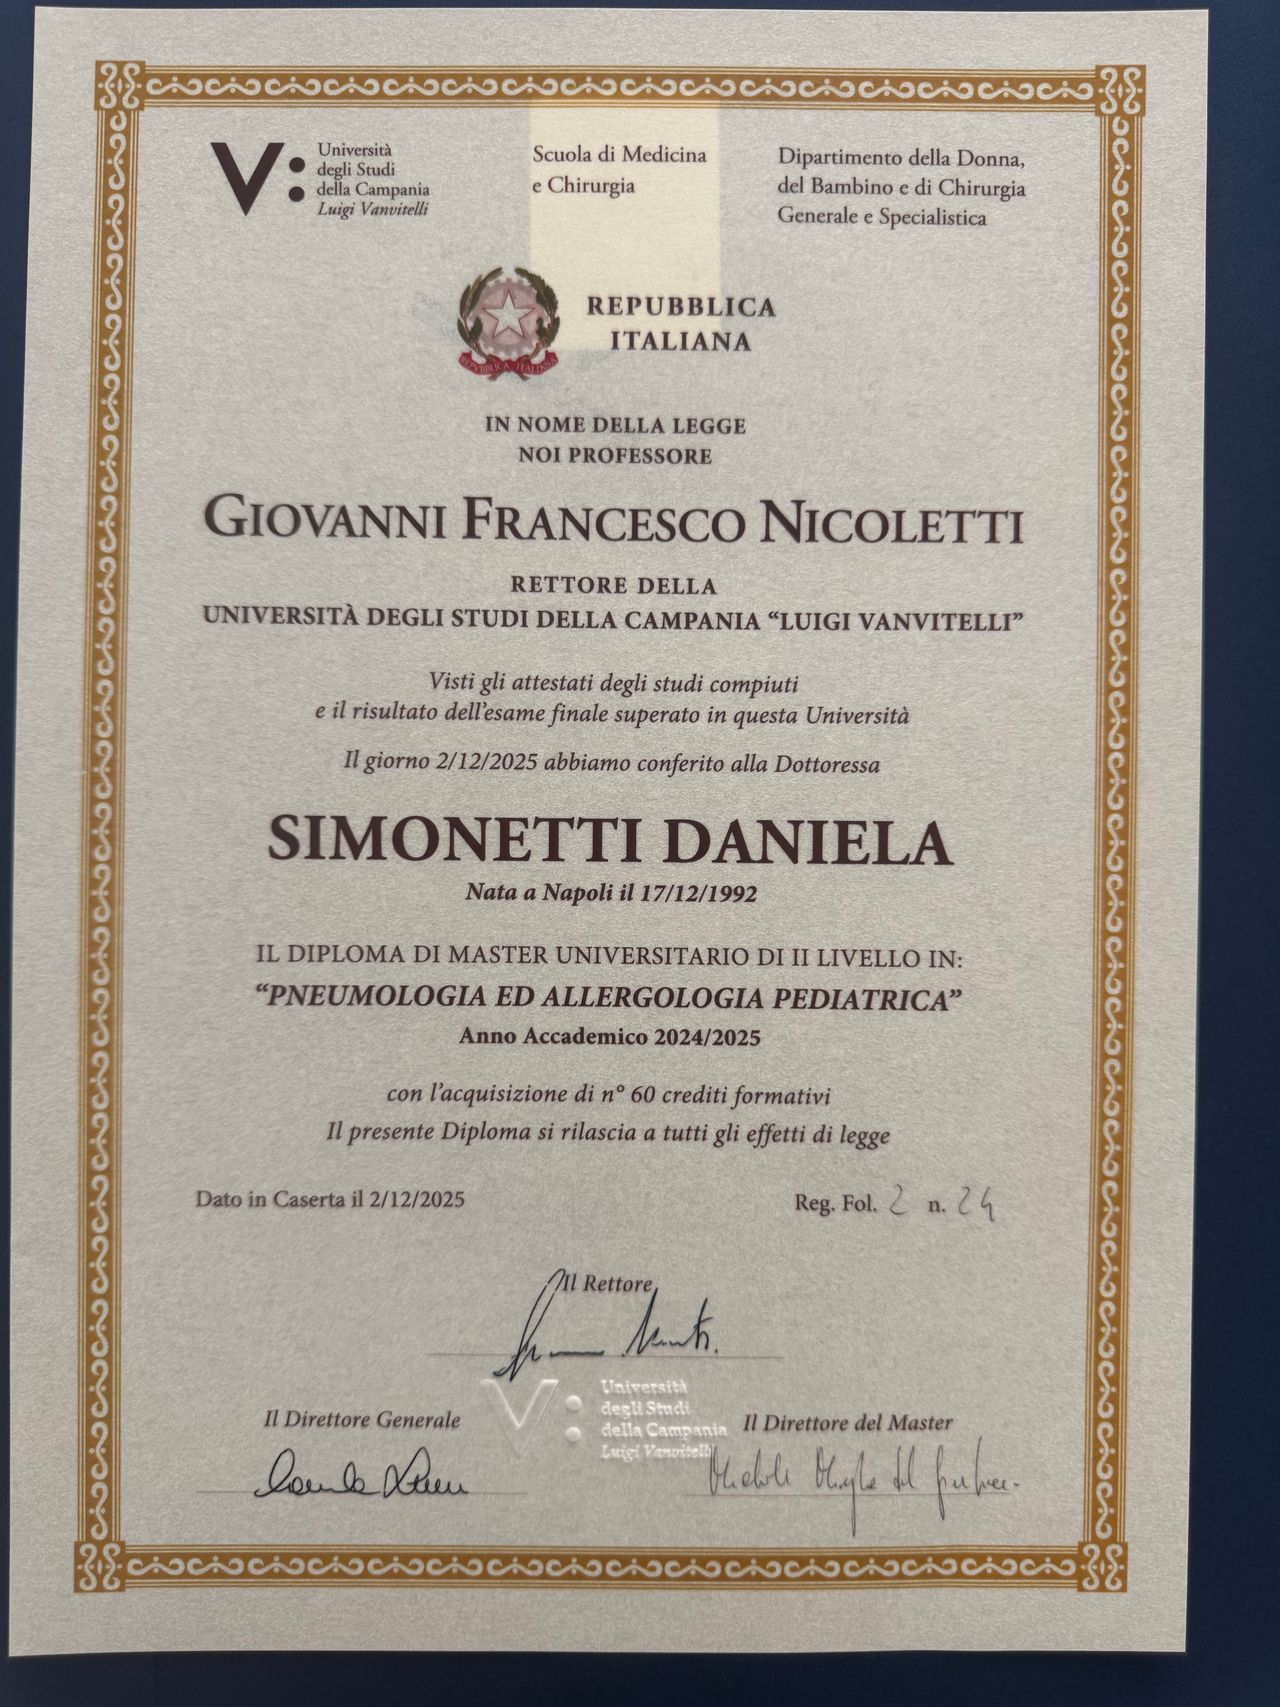 V:
Università
degli Studi
della Campania
Luigi Vanvitelli
Scuola di Medicina
e Chirurgia
Dipartimento della Donna,
del Bambino e di Chirurgia
Generale e Specialistica
REPUBBLICA
ITALIANA
REPVBBLICA ITALIANA
IN NOME DELLA LEGGE
NOI PROFESSORE
GIOVANNI FRANCESCO NICOLETTI
RETTORE DELLA
UNIVERSITÀ DEGLI STUDI DELLA CAMPANIA “LUIGI VANVITELLI”
Visti gli attestati degli studi compiuti
e il risultato dell’esame finale superato in questa Università
Il giorno 2/12/2025 abbiamo conferito alla Dottoressa
SIMONETTI DANIELA
Nata a Napoli il 17/12/1992
IL DIPLOMA DI MASTER UNIVERSITARIO DI II LIVELLO IN:
“PNEUMOLOGIA ED ALLERGOLOGIA PEDIATRICA”
Anno Accademico 2024/2025
con l’acquisizione di n° 60 crediti formativi
Il presente Diploma si rilascia a tutti gli effetti di legge
Dato in Caserta il 2/12/2025
Reg. Fol. 2 n. 24
Il Rettore
V:
Università
degli Studi
della Campania
Luigi Vanvitelli
Il Direttore Generale
Il Direttore del Master